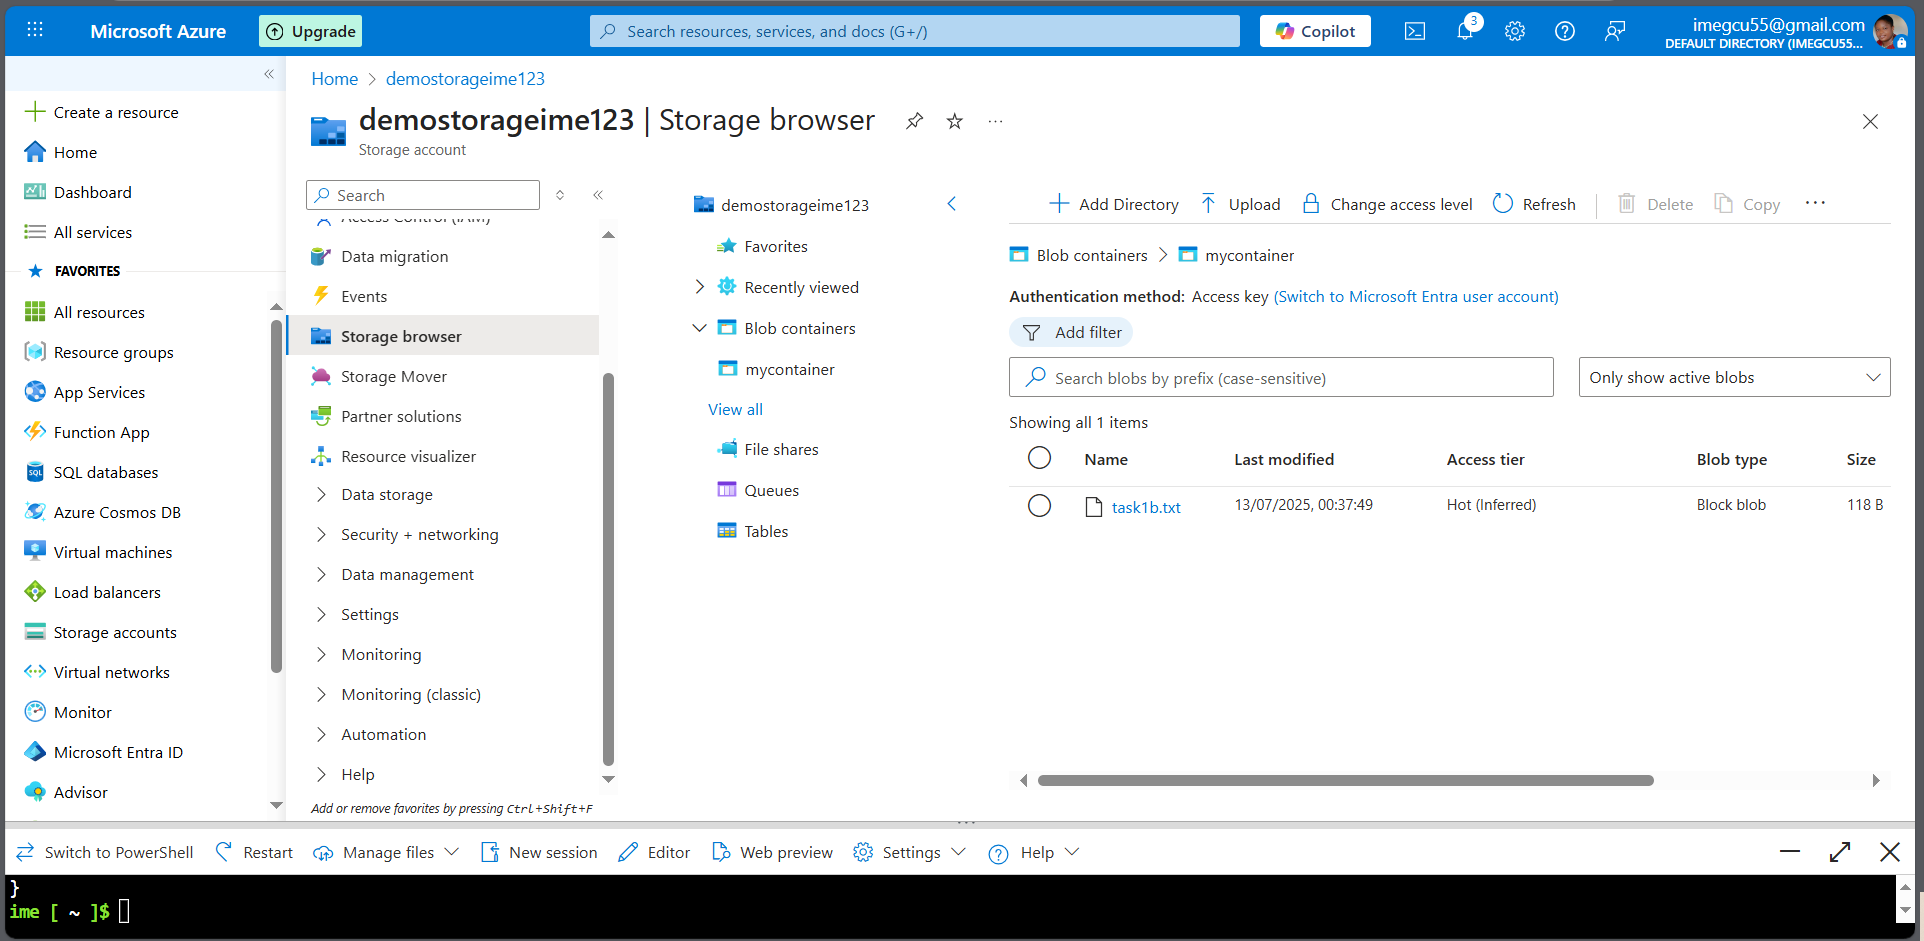 Microsoft Azure
Upgrade
Search resources, services, and docs (G+/)
Copilot
3
imegcu55@gmail.com
DEFAULT DIRECTORY (IMEGCU55...
Create a resource
Home
Dashboard
All services
FAVORITES
All resources
Resource groups
App Services
Function App
SQL databases
Azure Cosmos DB
Virtual machines
Load balancers
Storage accounts
Virtual networks
Monitor
Microsoft Entra ID
Advisor
Home > demostorageime123
demostorageime123 | Storage browser
Storage account
Search
Access Control (IAM)
Data migration
Events
Storage browser
Storage Mover
Partner solutions
Resource visualizer
Data storage
Security + networking
Data management
Settings
Monitoring
Monitoring (classic)
Automation
Help
Add or remove favorites by pressing Ctrl+Shift+F
demostorageime123
Favorites
Recently viewed
Blob containers
mycontainer
View all
File shares
Queues
Tables
Add Directory Upload Change access level Refresh Delete Copy ...
Blob containers > mycontainer
Authentication method: Access key (Switch to Microsoft Entra user account)
Add filter
Search blobs by prefix (case-sensitive)
Only show active blobs
Showing all 1 items
Name Last modified Access tier Blob type Size
task1b.txt 13/07/2025, 00:37:49 Hot (Inferred) Block blob 118 B
Switch to PowerShell Restart Manage files New session Editor Web preview Settings Help
}
ime [ ~ ]$